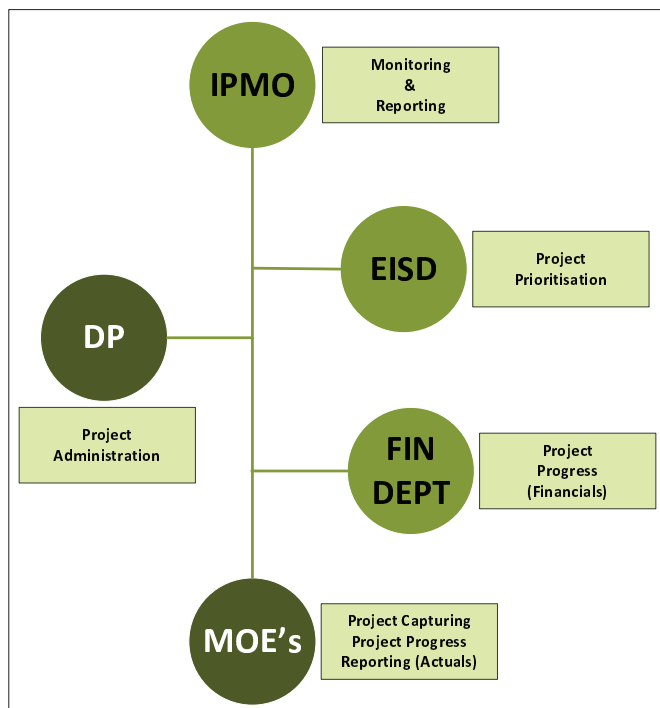 IPMO
Monitoring
&
Reporting
EISD
Project
Prioritisation
DP
Project
Administration
FIN
DEPT
Project
Progress
(Financials)
MOE's
Project Capturing
Project Progress
Reporting (Actuals)